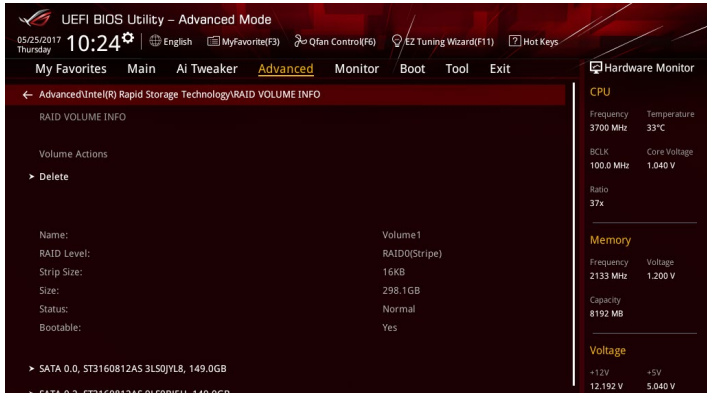 UEFI BIOS Utility – Advanced Mode
05/25/2017 Thursday 10:24 English MyFavorite(F3) Qfan Control(F6) EZ Tuning Wizard(F11) ? Hot Keys
My Favorites Main Ai Tweaker Advanced Monitor Boot Tool Exit
← Advanced\Intel(R) Rapid Storage Technology\RAID VOLUME INFO
RAID VOLUME INFO
Volume Actions
> Delete
Name: Volume1
RAID Level: RAID0(Stripe)
Strip Size: 16KB
Size: 298.1GB
Status: Normal
Bootable: Yes
> SATA 0.0, ST3160812AS 3LS0JYL8, 149.0GB
Hardware Monitor
CPU
Frequency Temperature
3700 MHz 33°C
BCLK Core Voltage
100.0 MHz 1.040 V
Ratio
37x
Memory
Frequency Voltage
2133 MHz 1.200 V
Capacity
8192 MB
Voltage
+12V +5V
12.192 V 5.040 V